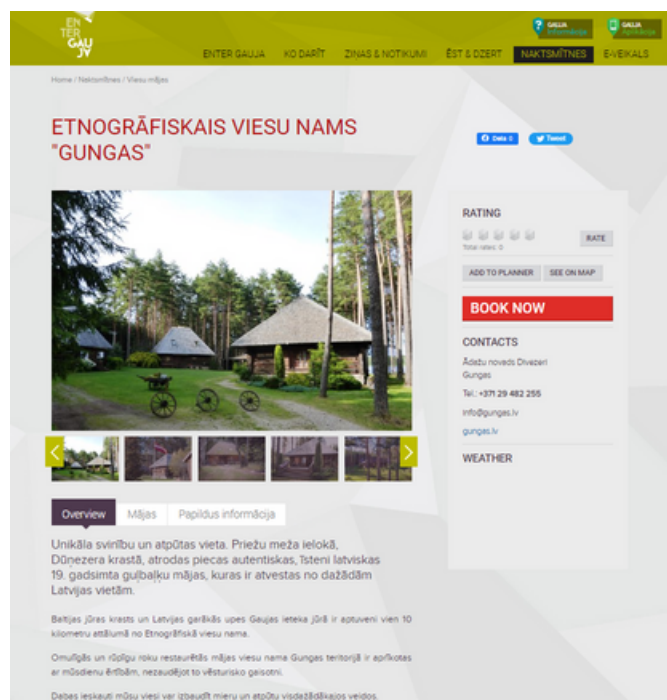 EN
TER
GAU
JV
GAUJA
Informācija
GAUJA
Aplikācija
ENTER GAUJA KO DARĪT ZIŅAS & NOTIKUMI ĒST & DZERT NAKTSMĪTNES E-VEIKALS
Home / Naktsmītnes / Viesu mājas
ETNOGRĀFISKAIS VIESU NAMS
"GUNGAS"
Tweet
RATING
Total rates: 0
RATE
ADD TO PLANNER SEE ON MAP
BOOK NOW
CONTACTS
Ādažu novads Divezeri
Gungas
Tel.: +371 29 482 255
info@gungas.lv
gungas.lv
WEATHER
Overview Mājas Papildus informācija
Unikāla svinību un atpūtas vieta. Priežu meža ielokā,
Dūņezera krastā, atrodas piecas autentiskas, īsteni latviskas
19. gadsimta guļbaļķu mājas, kuras ir atvestas no dažādām
Latvijas vietām.
Baltijas jūras krasts un Latvijas garākās upes Gaujas ieteka jūrā ir aptuveni vien 10
kilometru attālumā no Etnogrāfiskā viesu nama.
Omulīgās un rūpīgu roku restaurētās mājas viesu nama Gungas teritorijā ir aprīkotas
ar mūsdienu ērtībām, nezaudējot to vēsturisko gaisotni.
Dabas ieskauti mūsu viesi var izbaudīt mieru un atpūtu visdažādākajos veidos.